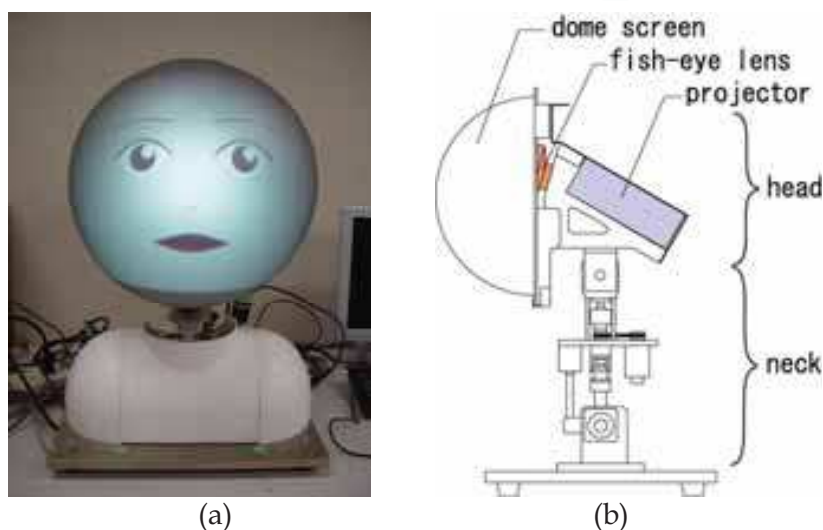 dome screen
fish-eye lens
projector
head
neck
(a)
(b)